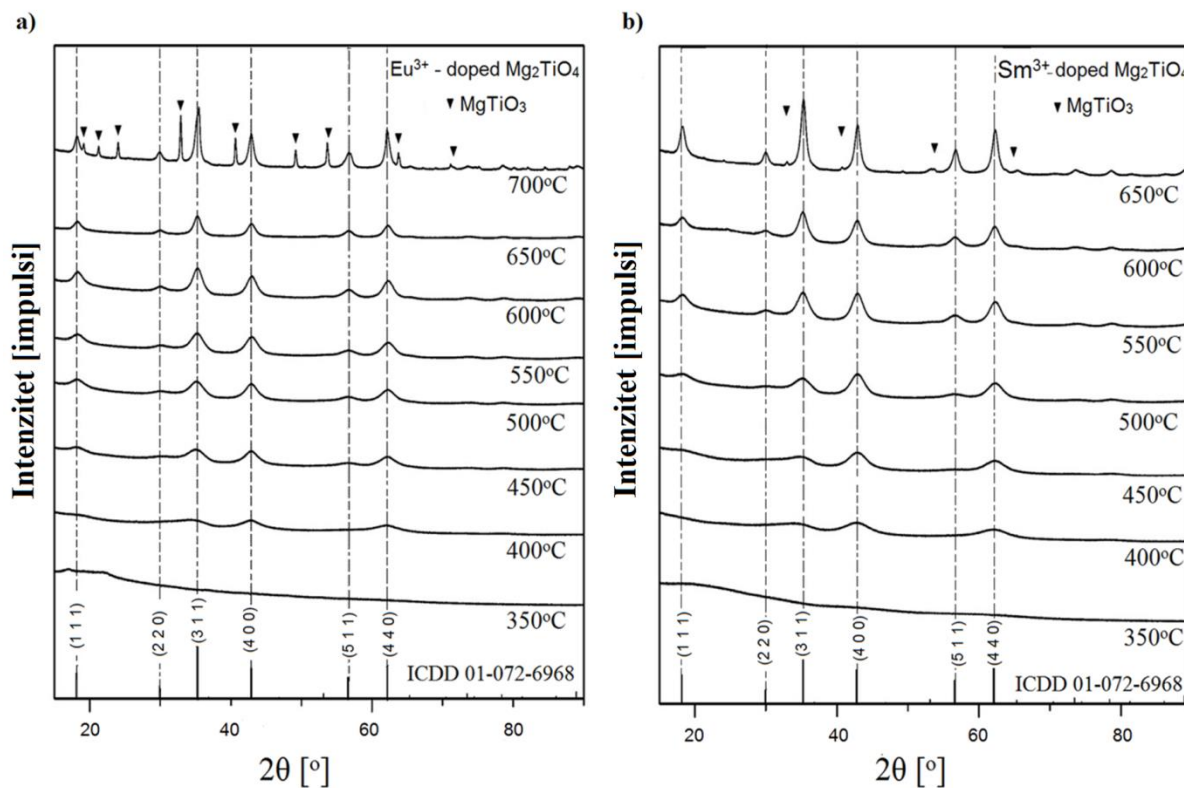 a)
Intenzitet [impulsi]
Eu³⁺ - doped Mg₂TiO₄
▼ MgTiO₃
700°C
650°C
600°C
550°C
500°C
450°C
400°C
350°C
(1 1 1)
(2 2 0)
(3 1 1)
(4 0 0)
(5 1 1)
(4 4 0)
ICDD 01-072-6968
20 40 60 80
2θ [°]
b)
Intenzitet [impulsi]
Sm³⁺-doped Mg₂TiO₄
▼ MgTiO₃
650°C
600°C
550°C
500°C
450°C
400°C
350°C
(1 1 1)
(2 2 0)
(3 1 1)
(4 0 0)
(5 1 1)
(4 4 0)
ICDD 01-072-6968
20 40 60 80
2θ [°]